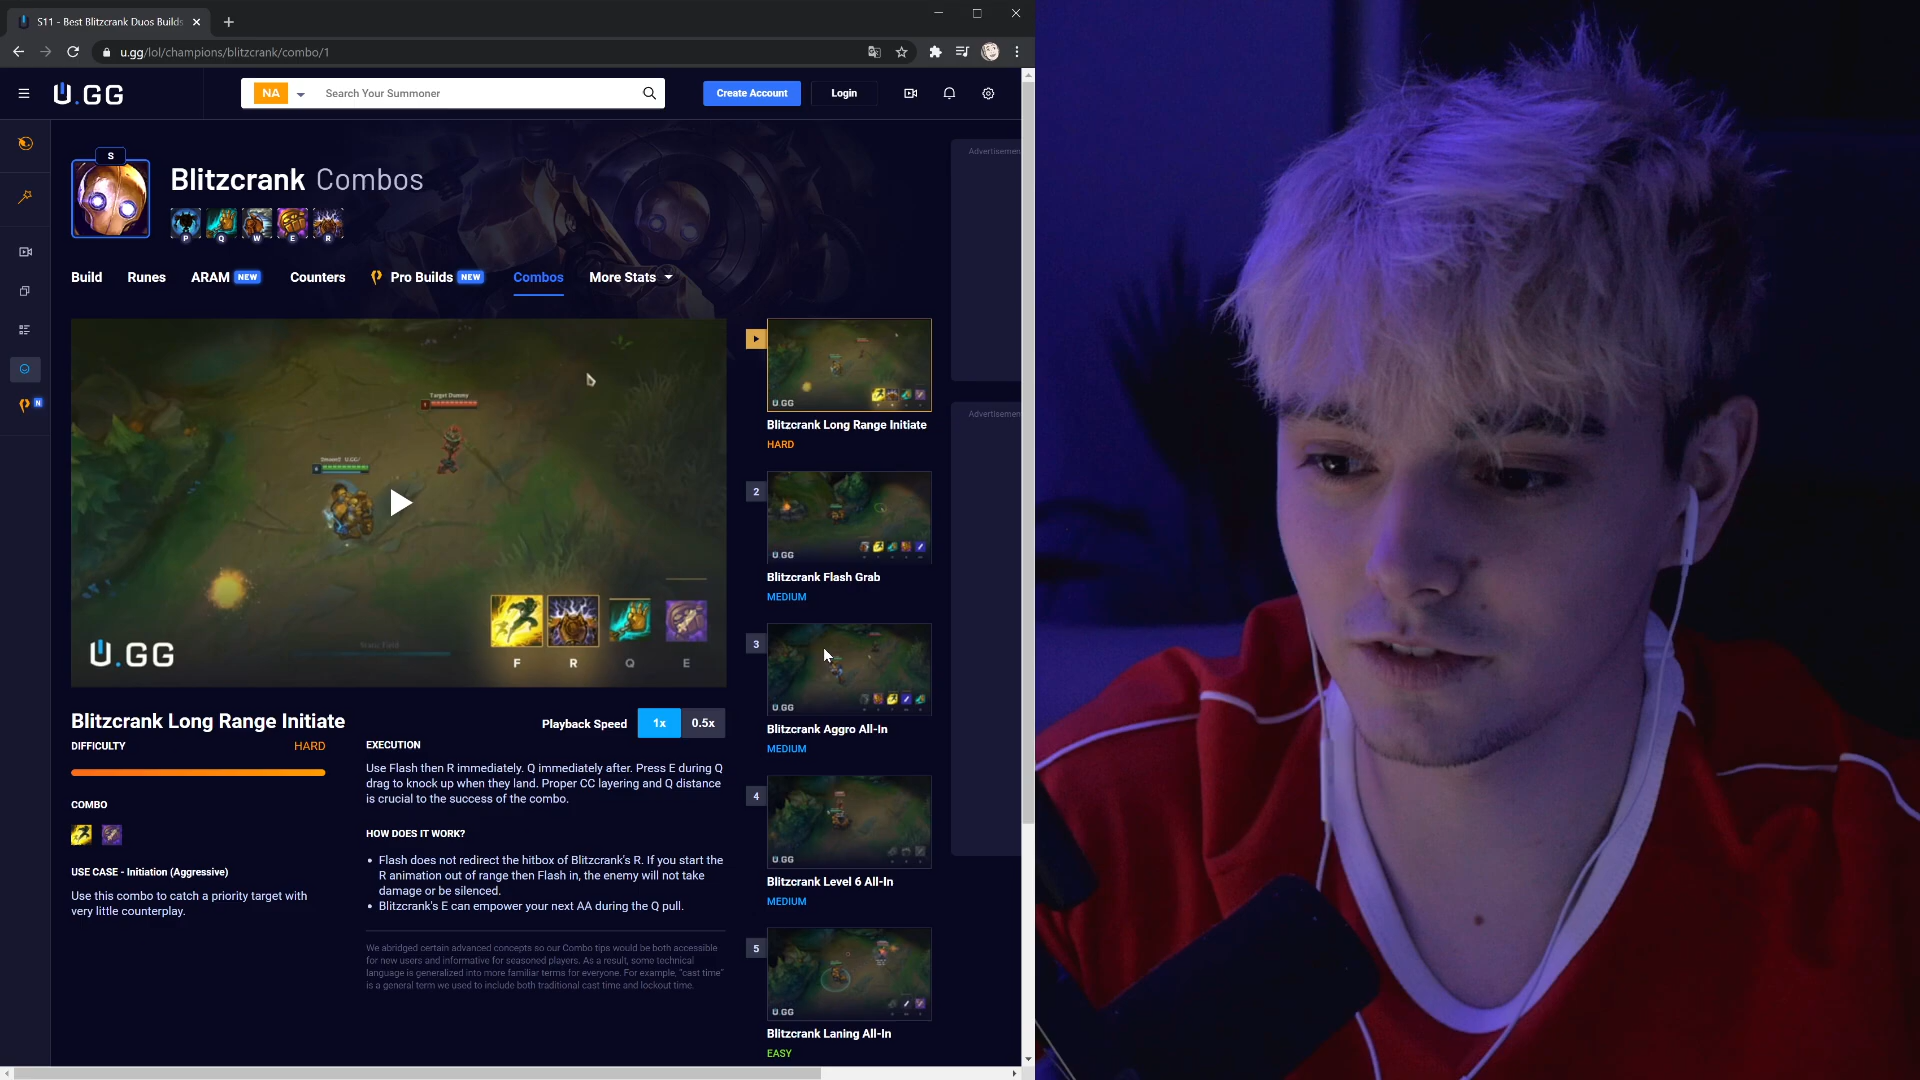 S11 - Best Blitzcrank Duos Builds
u.gg/lol/champions/blitzcrank/combo/1
U.GG
NA
Search Your Summoner
Create Account
Login
S
Blitzcrank Combos
P Q W E R
Build
Runes
ARAM NEW
Counters
Pro Builds NEW
Combos
More Stats
Advertisemen
Advertisemen
Target Dummy
U.GG
F R Q E
Blitzcrank Long Range Initiate
DIFFICULTY
HARD
COMBO
USE CASE - Initiation (Aggressive)
Use this combo to catch a priority target with
very little counterplay.
Playback Speed
1x
0.5x
EXECUTION
Use Flash then R immediately. Q immediately after. Press E during Q
drag to knock up when they land. Proper CC layering and Q distance
is crucial to the success of the combo.
HOW DOES IT WORK?
• Flash does not redirect the hitbox of Blitzcrank's R. If you start the
R animation out of range then Flash in, the enemy will not take
damage or be silenced.
• Blitzcrank's E can empower your next AA during the Q pull.
We abridged certain advanced concepts so our Combo tips would be both accessible
for new users and informative for seasoned players. As a result, some technical
language is generalized into more familiar terms for everyone. For example, "cast time"
is a general term we used to include both traditional cast time and lockout time.
U.GG
Blitzcrank Long Range Initiate
HARD
2
U.GG
Blitzcrank Flash Grab
MEDIUM
3
U.GG
Blitzcrank Aggro All-In
MEDIUM
4
U.GG
Blitzcrank Level 6 All-In
MEDIUM
5
U.GG
Blitzcrank Laning All-In
EASY
N